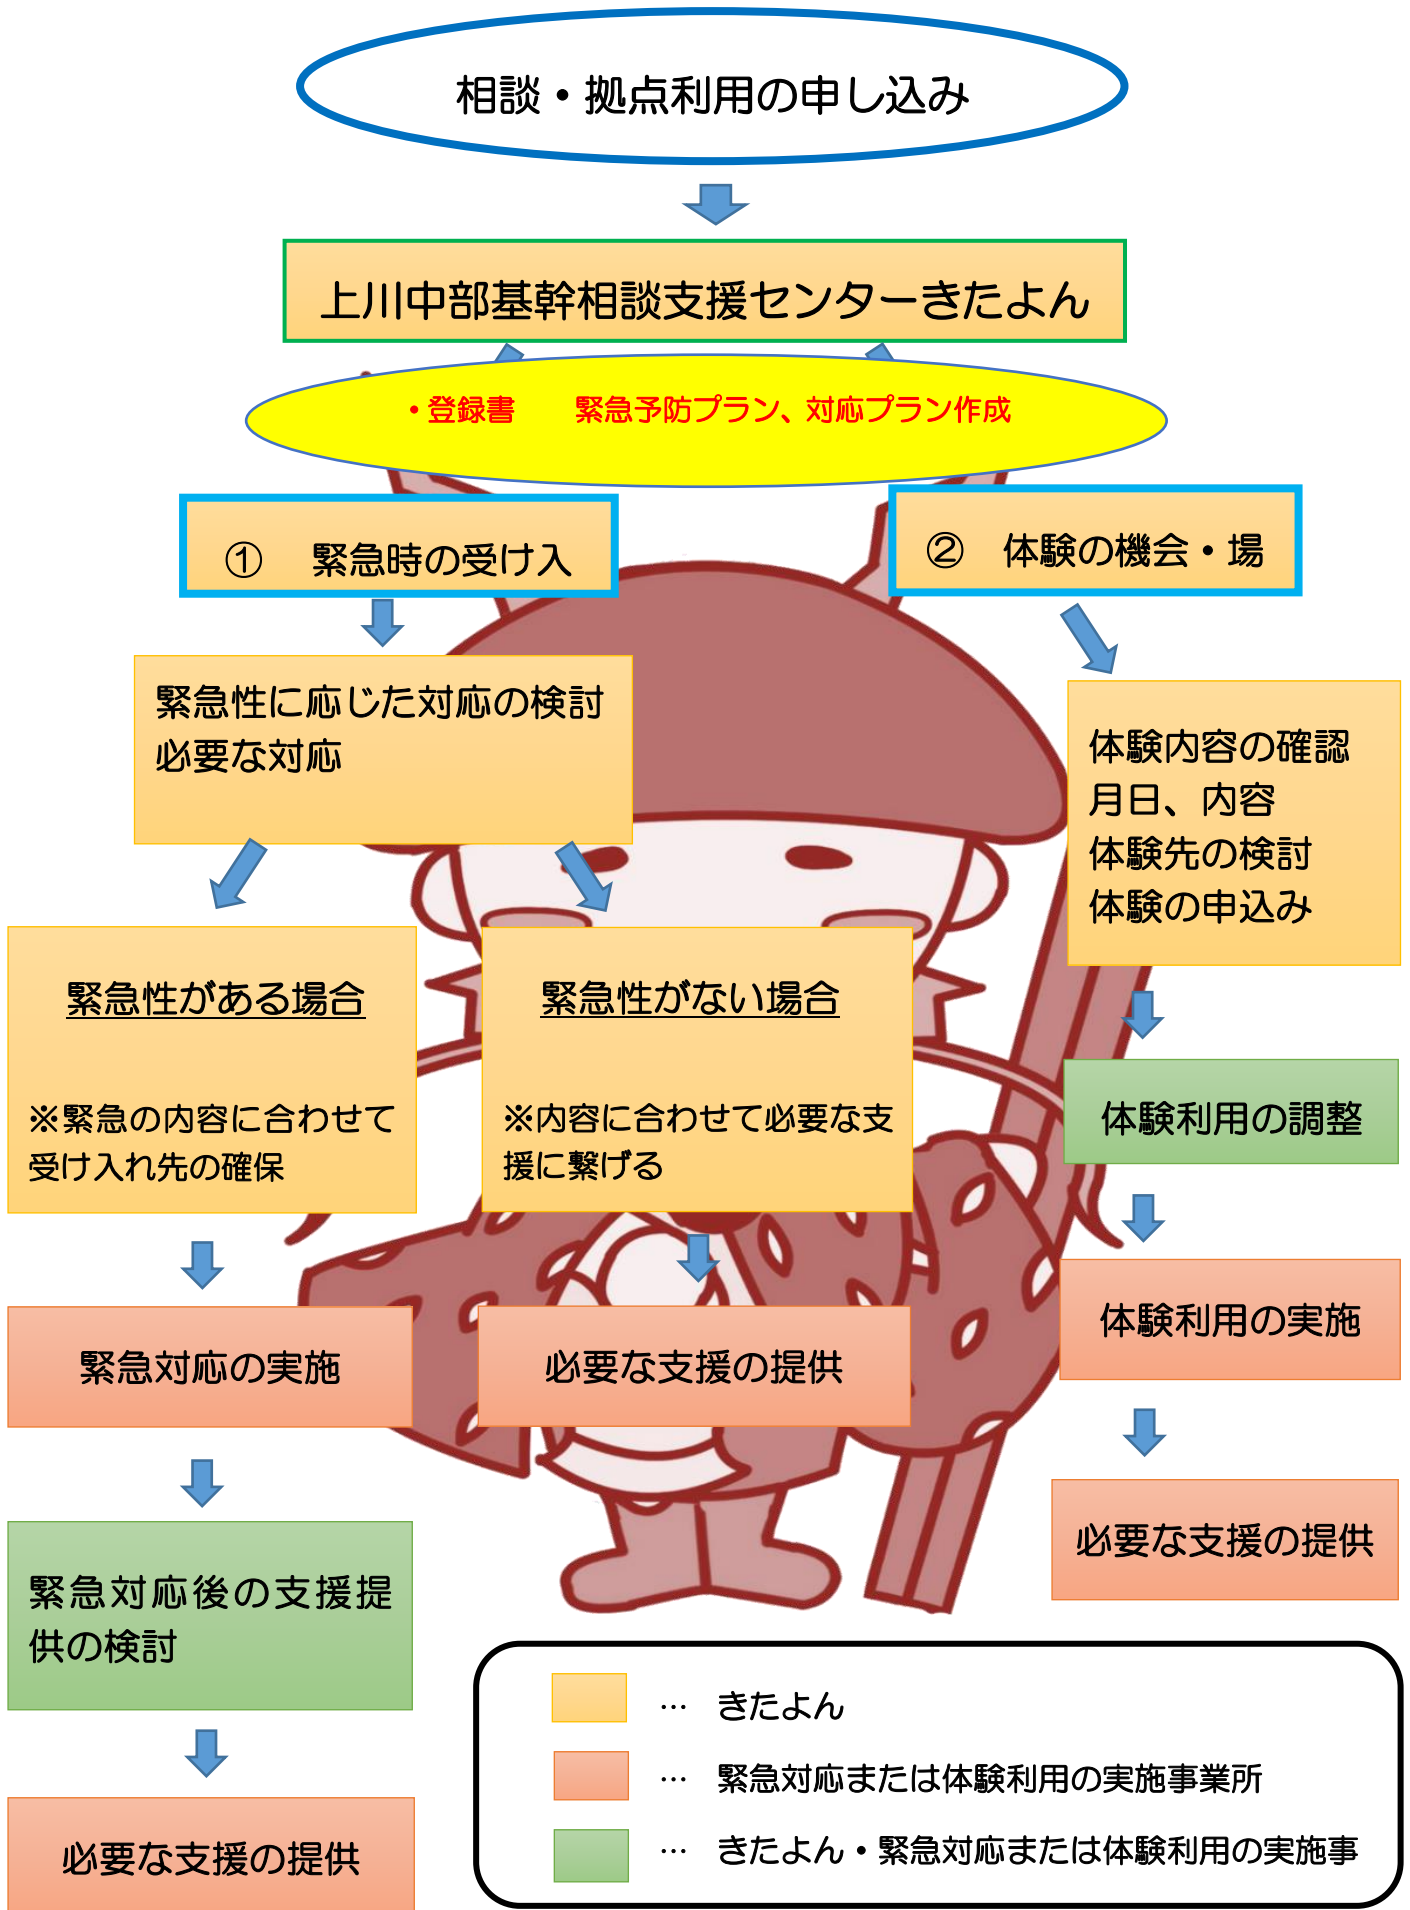 相談・拠点利用の申し込み
上川中部基幹相談支援センターきたよん
・登録書　　緊急予防プラン、対応プラン作成
①　緊急時の受け入
②　体験の機会・場
緊急性に応じた対応の検討
必要な対応
体験内容の確認
月日、内容
体験先の検討
体験の申込み
緊急性がある場合
※緊急の内容に合わせて
受け入れ先の確保
緊急性がない場合
※内容に合わせて必要な支
援に繋げる
体験利用の調整
緊急対応の実施
必要な支援の提供
体験利用の実施
必要な支援の提供
緊急対応後の支援提
供の検討
必要な支援の提供
…　きたよん
…　緊急対応または体験利用の実施事業所
…　きたよん・緊急対応または体験利用の実施事